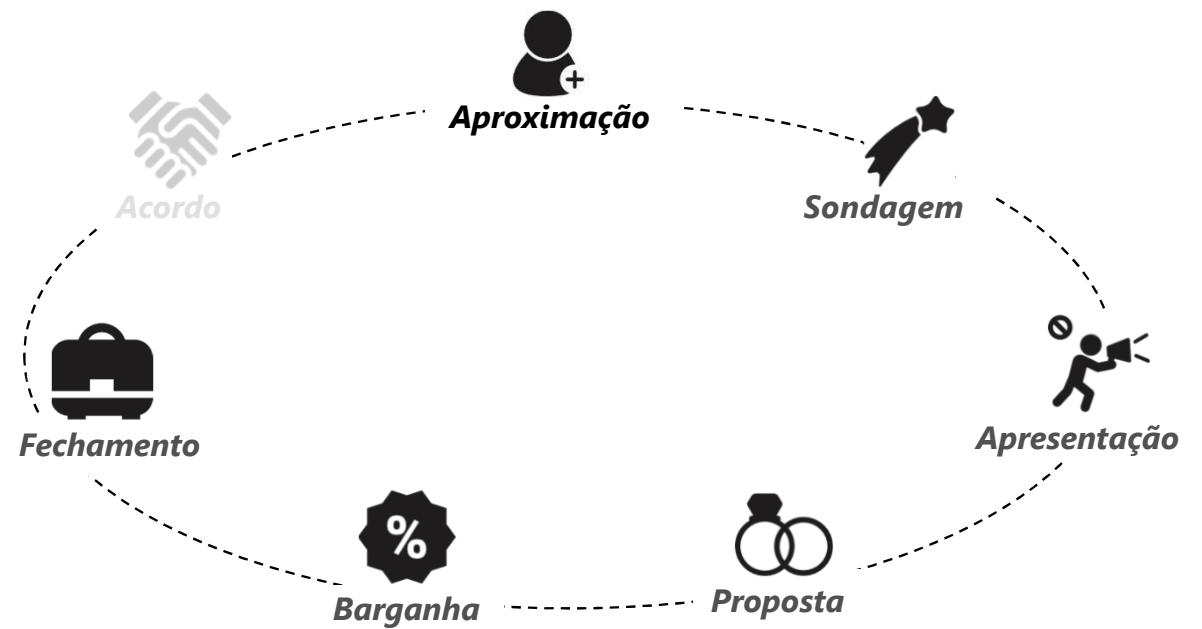 Aproximação
Acordo
Sondagem
Fechamento
Apresentação
%
Barganha
Proposta